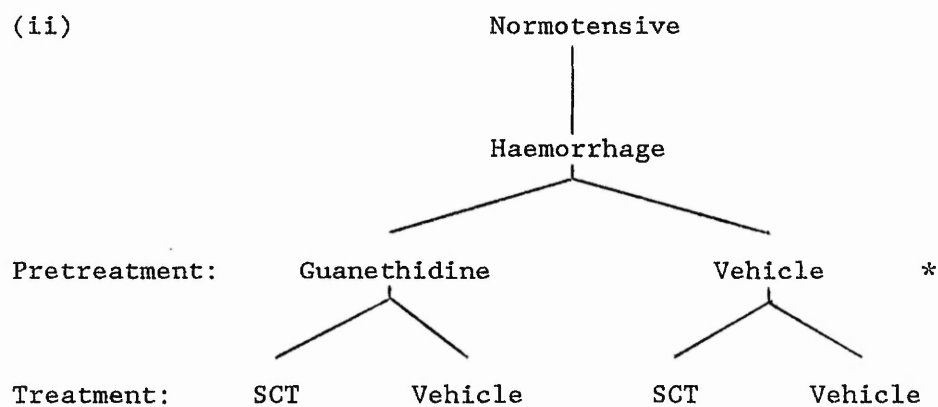 (ii) Normotensive
Haemorrhage
Pretreatment: Guanethidine Vehicle *
Treatment: SCT Vehicle SCT Vehicle